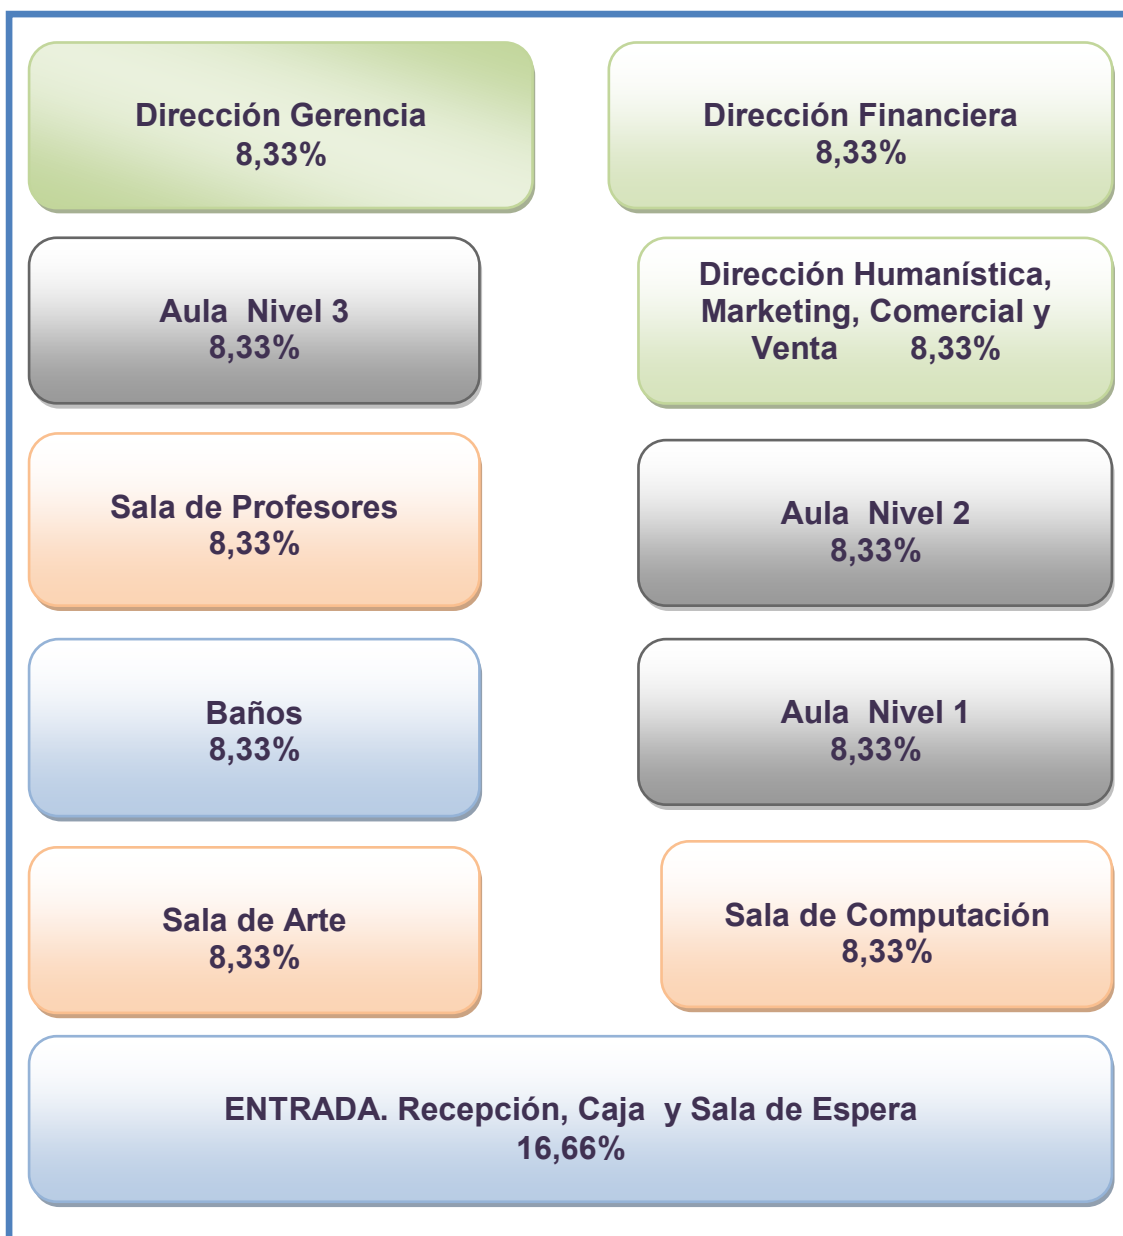 Dirección Gerencia
8,33%
Dirección Financiera
8,33%
Aula  Nivel 3
8,33%
Dirección Humanística,
Marketing, Comercial y
Venta        8,33%
Sala de Profesores
8,33%
Aula  Nivel 2
8,33%
Baños
8,33%
Aula  Nivel 1
8,33%
Sala de Arte
8,33%
Sala de Computación
8,33%
ENTRADA. Recepción, Caja  y Sala de Espera
16,66%